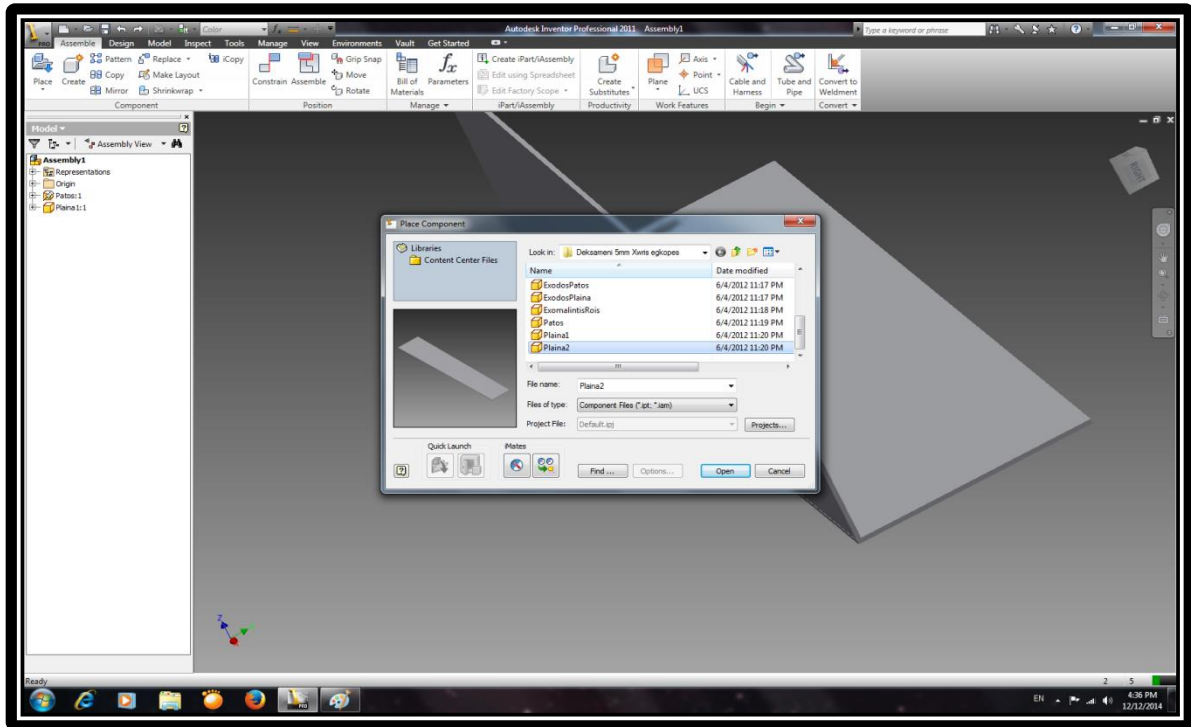 Color
Autodesk Inventor Professional 2011 Assembly1
Type a keyword or phrase
PRO Assemble Design Model Inspect Tools Manage View Environments Vault Get Started
Place
Create
Pattern
Copy
Mirror
Replace
Make Layout
Shrinkwrap
iCopy
Component
Constrain
Assemble
Grip Snap
Move
Rotate
Position
Bill of Materials
Parameters
Manage
Create iPart/iAssembly
Edit using Spreadsheet
Edit Factory Scope
iPart/iAssembly
Create Substitutes
Productivity
Plane
Axis
Point
UCS
Work Features
Cable and Harness
Tube and Pipe
Begin
Convert to Weldment
Convert
Model
Assembly View
Assembly1
Representations
Origin
Patos:1
Plaina1:1
RIGHT
Place Component
Libraries
Content Center Files
Look in: Deksameni 5mm Xwris egkopes
Name Date modified
ExodosPatos 6/4/2012 11:17 PM
ExodosPlaina 6/4/2012 11:17 PM
ExomalintisRois 6/4/2012 11:18 PM
Patos 6/4/2012 11:19 PM
Plaina1 6/4/2012 11:20 PM
Plaina2 6/4/2012 11:20 PM
File name: Plaina2
Files of type: Component Files (*.ipt; *.iam)
Project File: Default.ipj Projects...
Quick Launch iMates
Find ... Options... Open Cancel
Z
Ready 2 5
PRO
EN 4:36 PM
12/12/2014